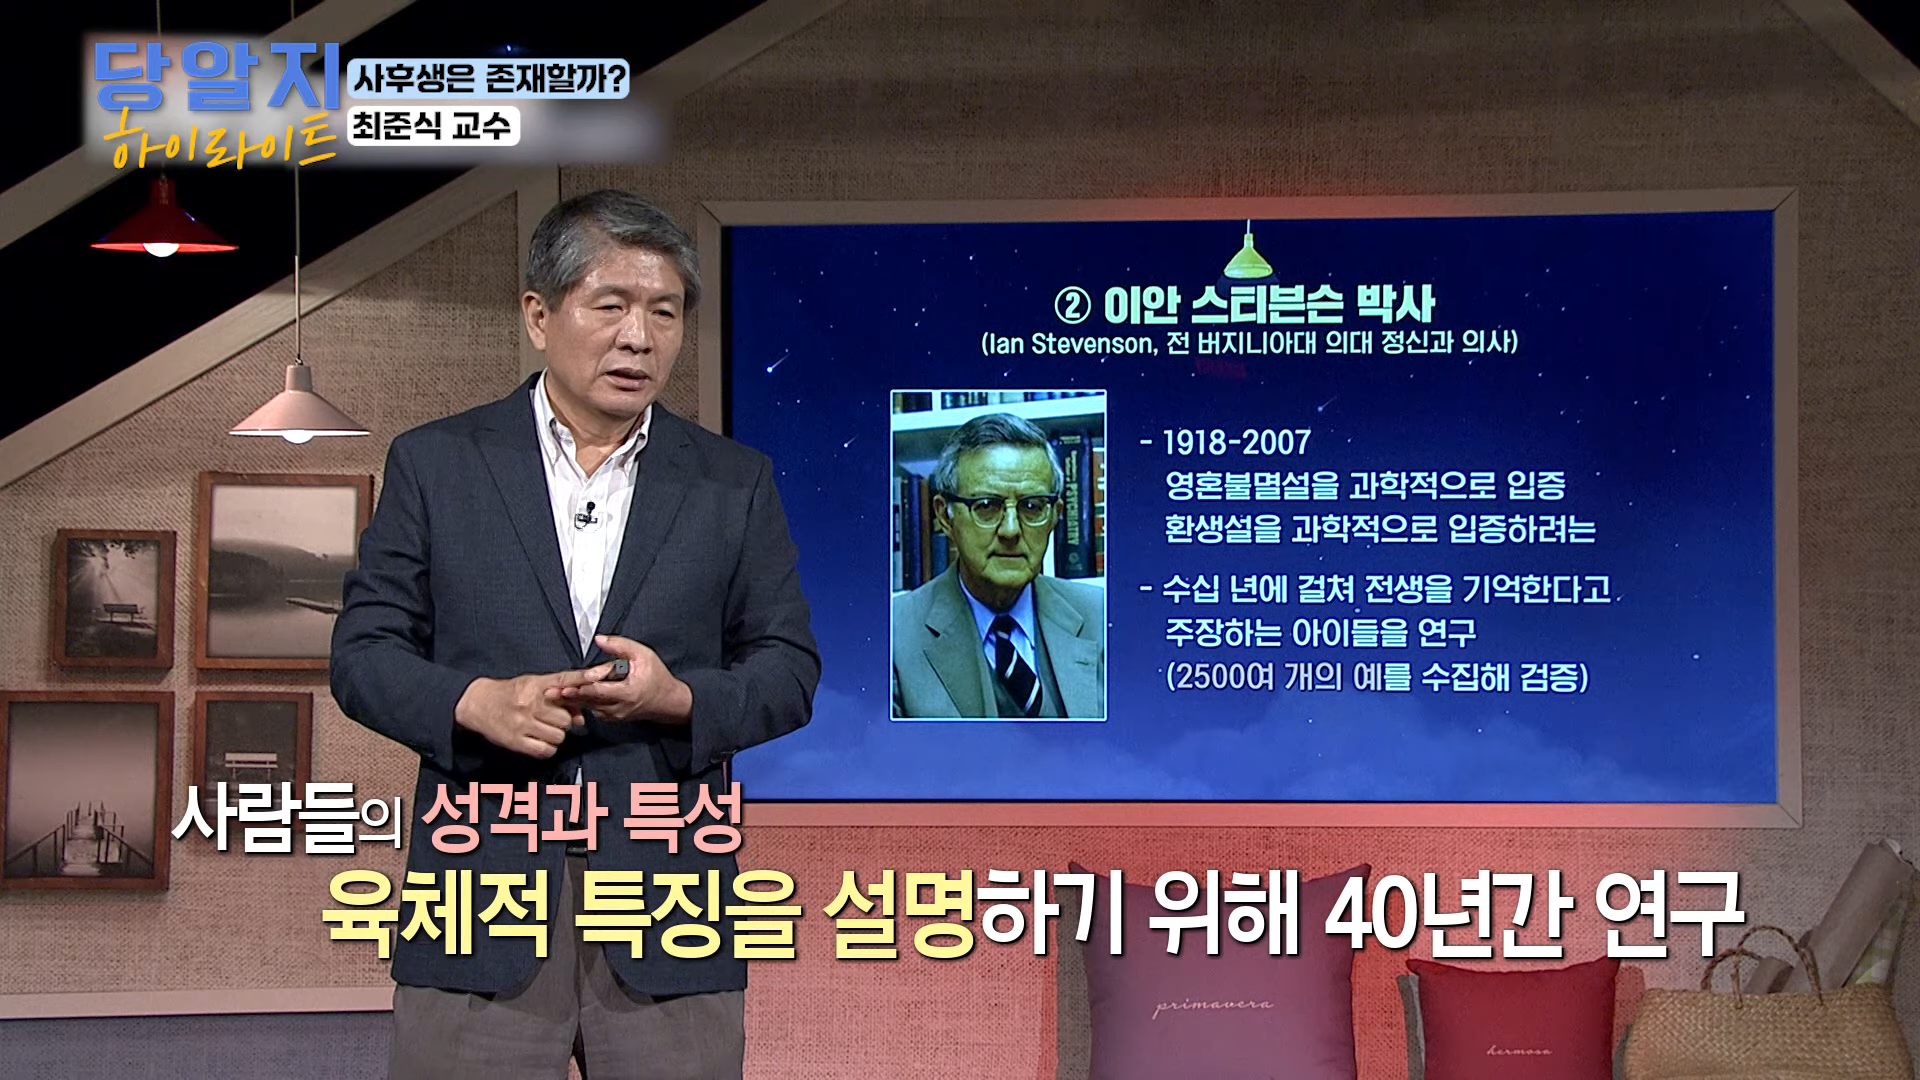 당알지
하이라이트
사후생은 존재할까?
최준식 교수
② 이안 스티븐슨 박사
(Ian Stevenson, 전 버지니아대 의대 정신과 의사)
- 1918-2007
영혼불멸설을 과학적으로 입증
환생설을 과학적으로 입증하려는
- 수십 년에 걸쳐 전생을 기억한다고
주장하는 아이들을 연구
(2500여 개의 예를 수집해 검증)
사람들의 성격과 특성
육체적 특징을 설명하기 위해 40년간 연구
primavera
hermosa